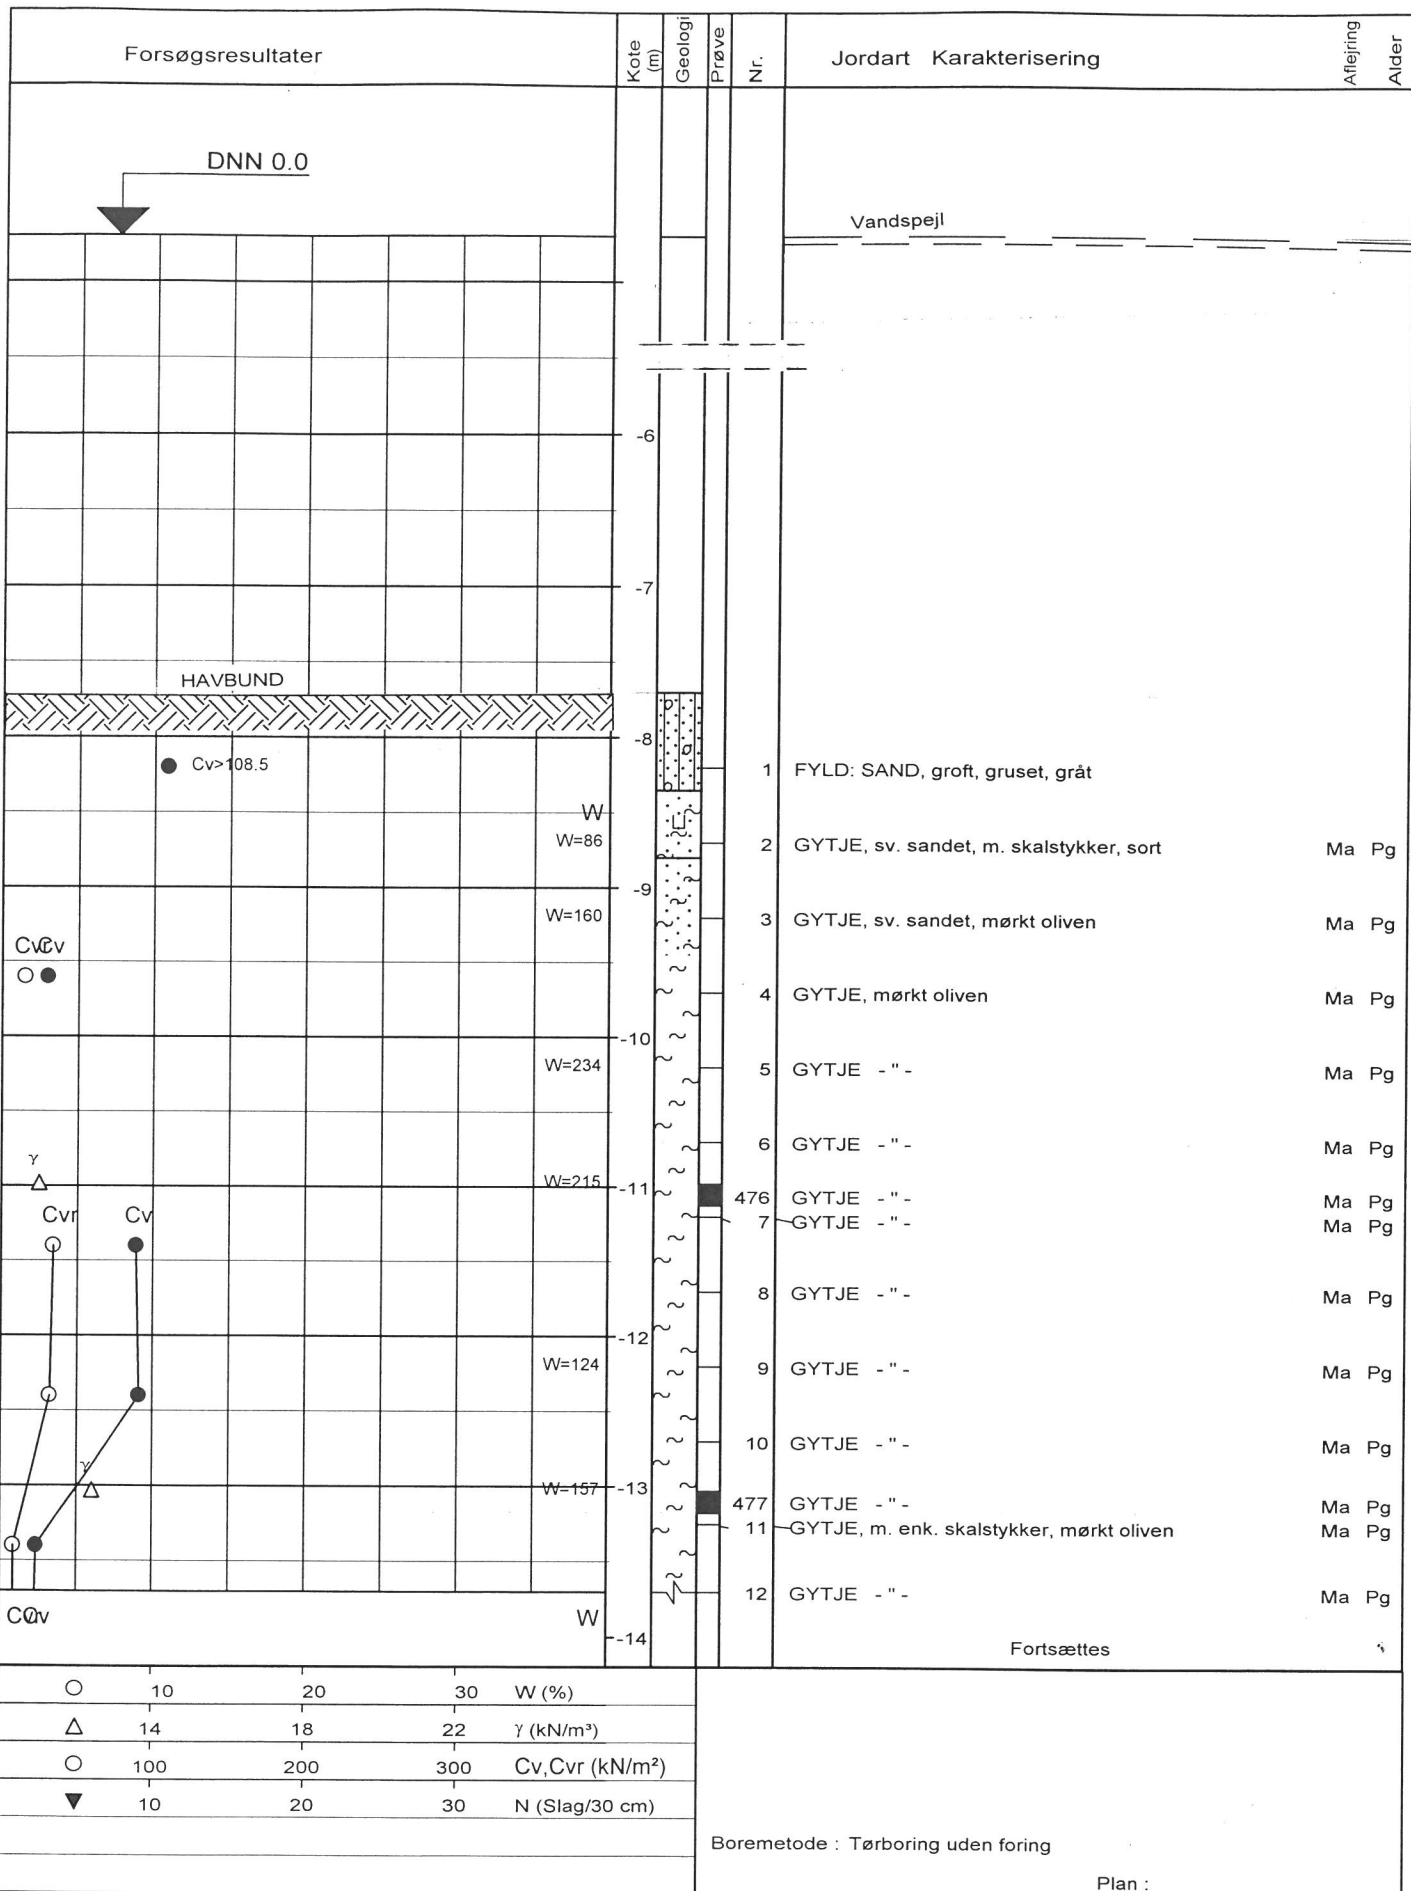 Forsøgsresultater Kote (m) Geologi Prøve Nr. Jordart Karakterisering Aflejring Alder
DNN 0.0
Vandspejl
-6
-7
HAVBUND
-8
Cv>108.5 1 FYLD: SAND, groft, gruset, gråt
W
W=86 2 GYTJE, sv. sandet, m. skalstykker, sort Ma Pg
-9
W=160 3 GYTJE, sv. sandet, mørkt oliven Ma Pg
Cvr Cv
4 GYTJE, mørkt oliven Ma Pg
-10
W=234 5 GYTJE - " - Ma Pg
6 GYTJE - " - Ma Pg
γ
W=215 -11
476 GYTJE - " - Ma Pg
Cvr Cv 7 GYTJE - " - Ma Pg
8 GYTJE - " - Ma Pg
-12
W=124 9 GYTJE - " - Ma Pg
10 GYTJE - " - Ma Pg
γ
W=157 -13
477 GYTJE - " - Ma Pg
11 GYTJE, m. enk. skalstykker, mørkt oliven Ma Pg
12 GYTJE - " - Ma Pg
Cv W
-14
Fortsættes
10 20 30 W (%)
14 18 22 γ (kN/m³)
100 200 300 Cv,Cvr (kN/m²)
10 20 30 N (Slag/30 cm)
Boremetode : Tørboring uden foring
Plan :